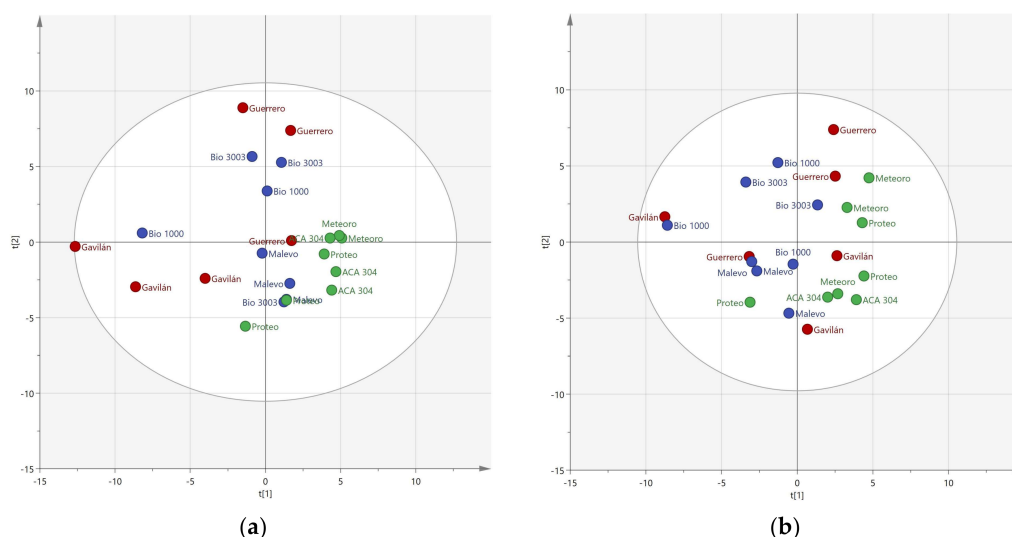 10
5
0
-5
-10
-15
t[2]
-15
-10
-5
0
5
10
t[1]
Guerrero
Guerrero
Bio 3003
Bio 3003
Bio 1000
Bio 1000
Gavilán
Guerrero
ACA 304
Meteoro
Meteoro
Malevo
Proteo
ACA 304
Gavilán
Gavilán
Malevo
ACA 304
Bio 3003
Malevo
Proteo
(a)
10
5
0
-5
-10
-15
t[2]
-15
-10
-5
0
5
10
t[1]
Guerrero
Bio 1000
Guerrero
Meteoro
Bio 3003
Bio 3003
Meteoro
Gavilán
Bio 1000
Proteo
Guerrero
Gavilán
Bio 1000
Malevo
Malevo
Proteo
Meteoro
Proteo
ACA 304
ACA 304
Malevo
Gavilán
(b)